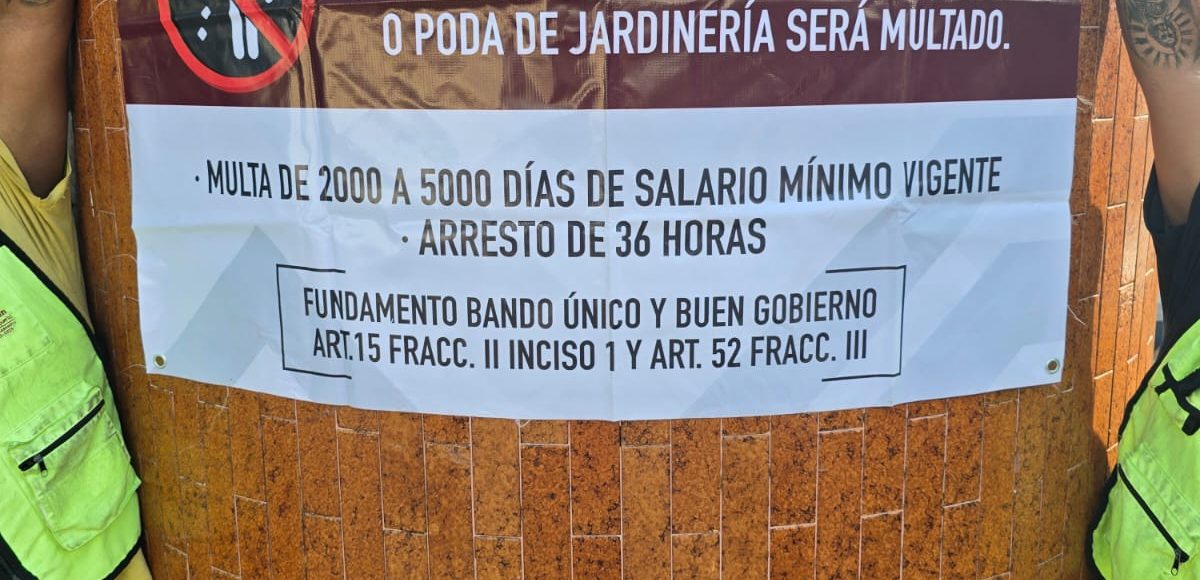 O PODA DE JARDINERÍA SERÁ MULTADO.
· MULTA DE 2000 A 5000 DÍAS DE SALARIO MÍNIMO VIGENTE
· ARRESTO DE 36 HORAS
FUNDAMENTO BANDO ÚNICO Y BUEN GOBIERNO
ART.15 FRACC. II INCISO 1 Y ART. 52 FRACC. III